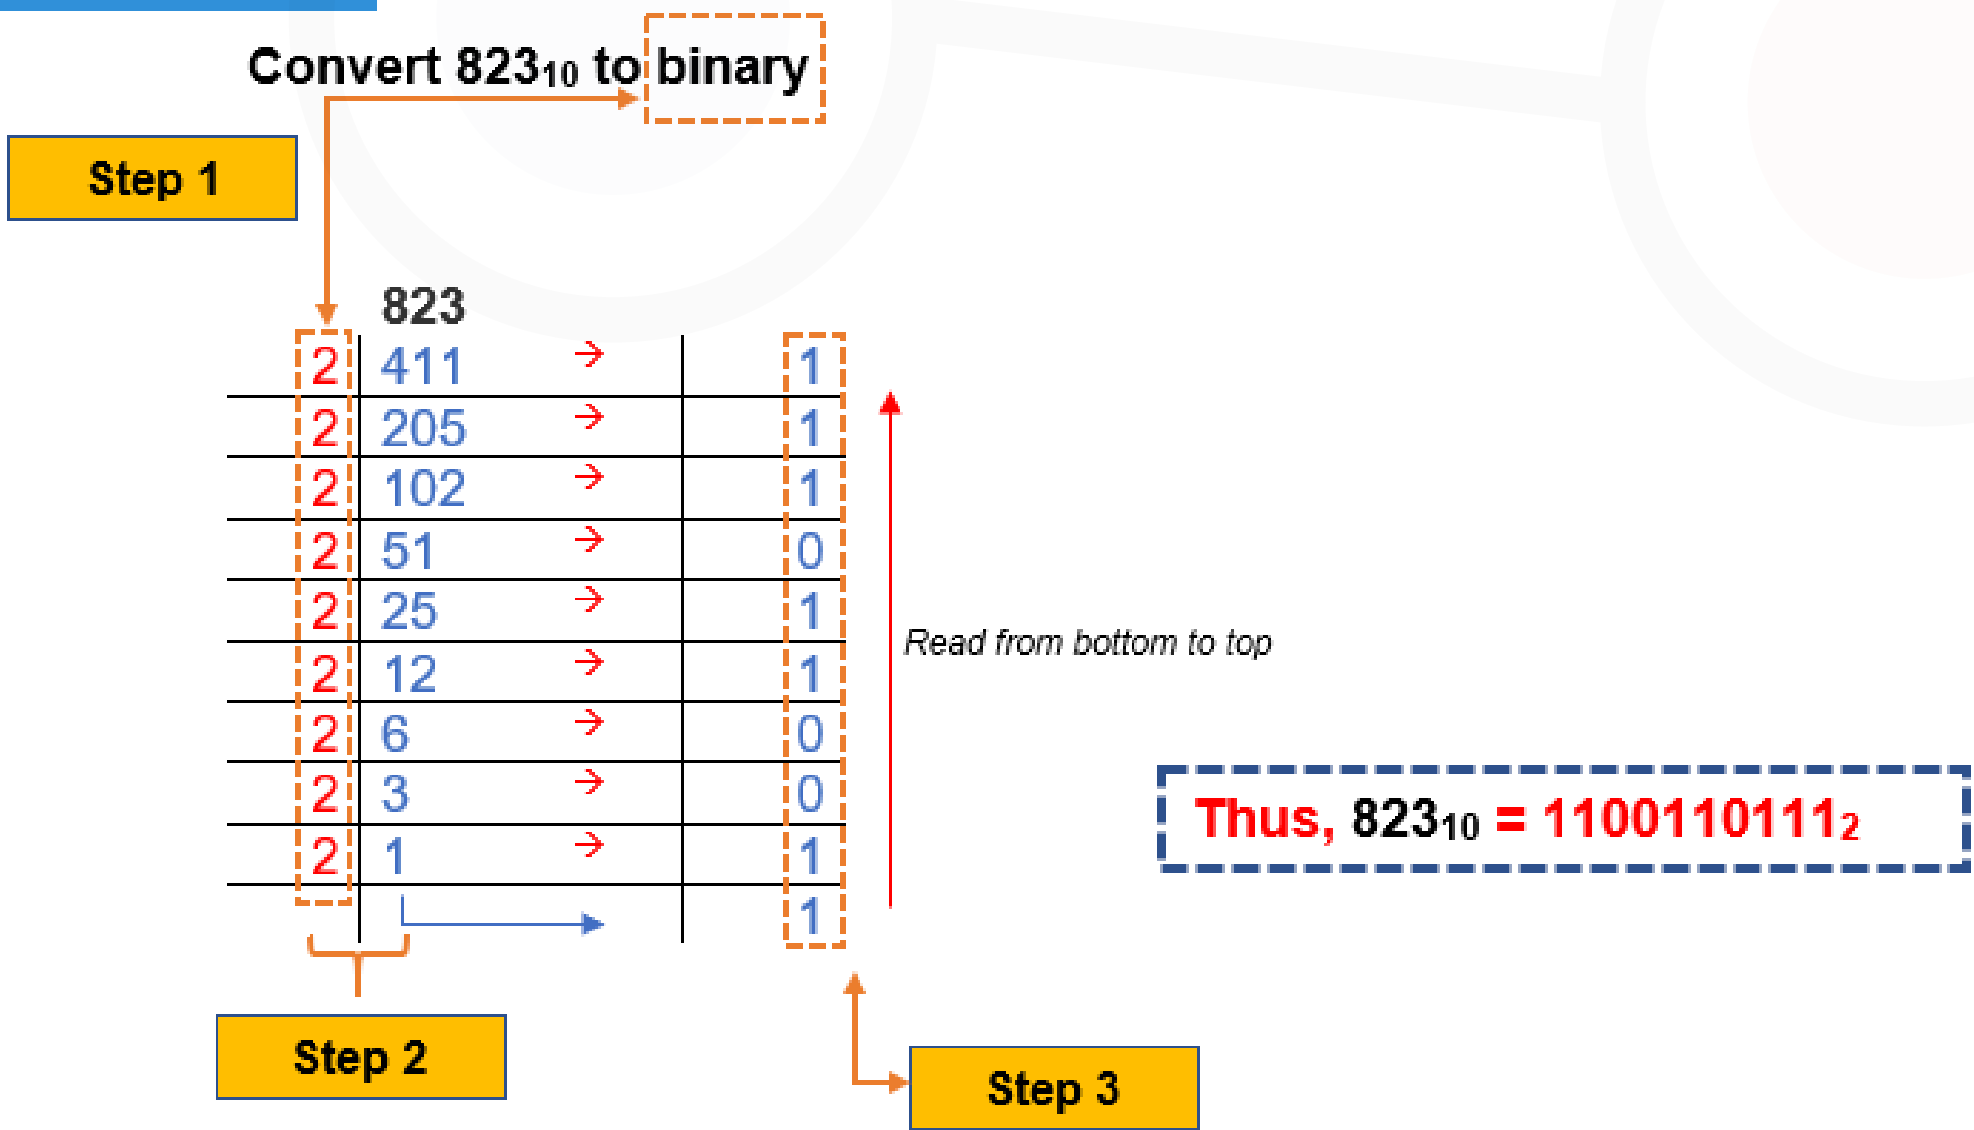 Convert 823₁₀ to binary
Step 1
823
2 411 → 1
2 205 → 1
2 102 → 1
2 51 → 0
2 25 → 1
2 12 → 1
2 6 → 0
2 3 → 0
2 1 → 1
1
Read from bottom to top
Thus, 823₁₀ = 1100110111₂
Step 2
Step 3